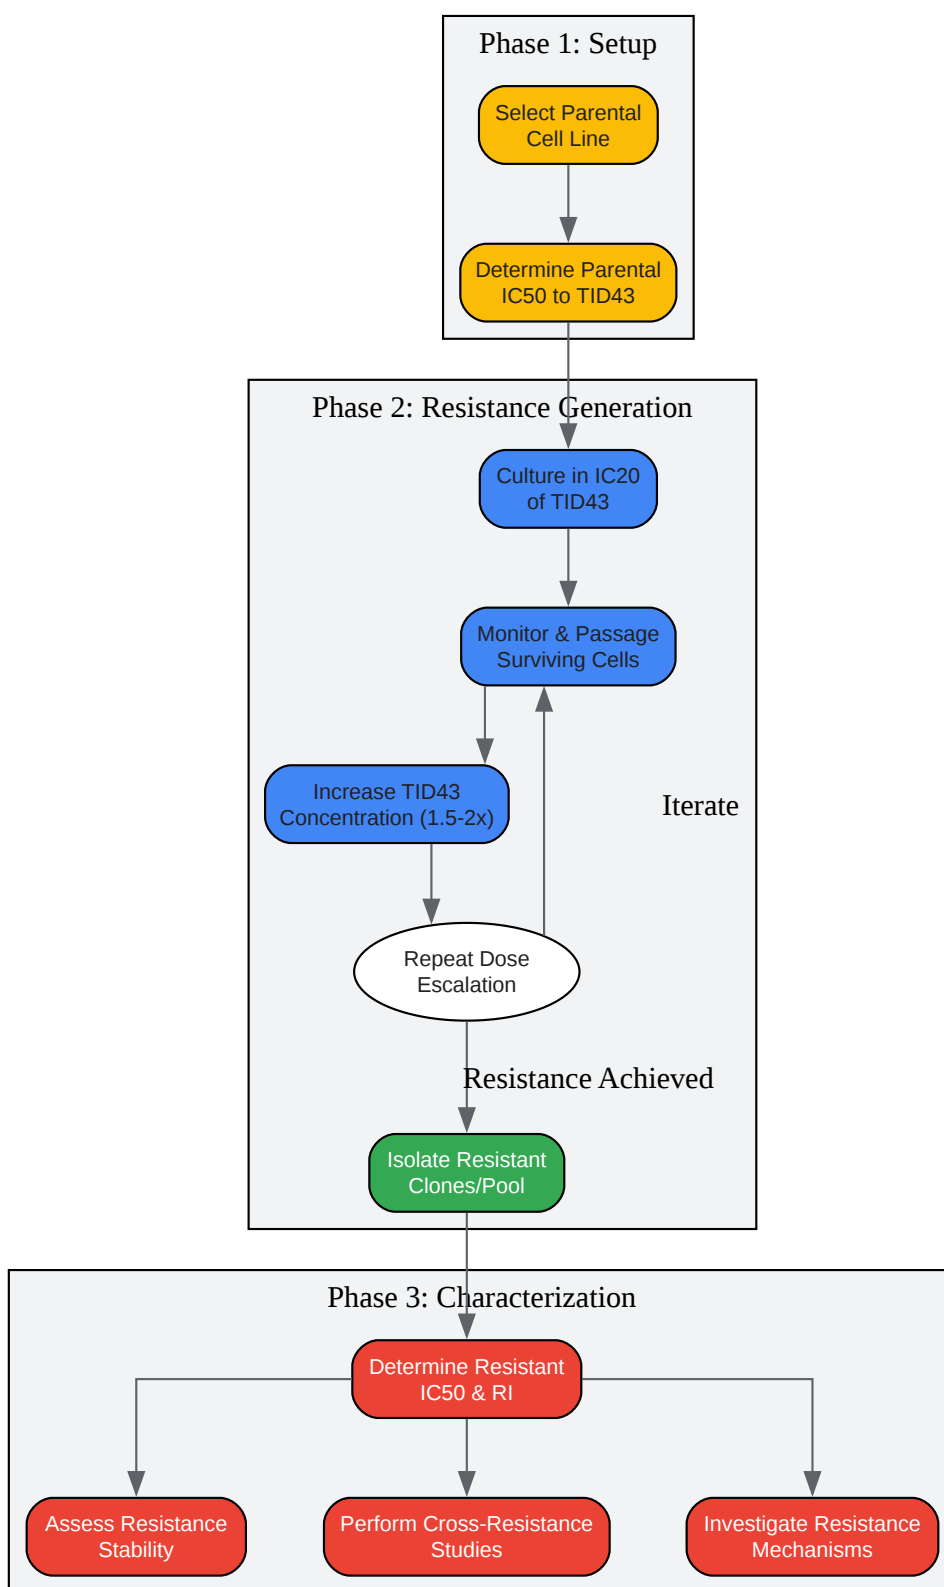 Phase 1: Setup
Select Parental
Cell Line
Determine Parental
IC50 to TID43
Phase 2: Resistance Generation
Culture in IC20
of TID43
Monitor & Passage
Surviving Cells
Increase TID43
Concentration (1.5-2x)
Iterate
Repeat Dose
Escalation
Resistance Achieved
Isolate Resistant
Clones/Pool
Phase 3: Characterization
Determine Resistant
IC50 & RI
Assess Resistance
Stability
Perform Cross-Resistance
Studies
Investigate Resistance
Mechanisms